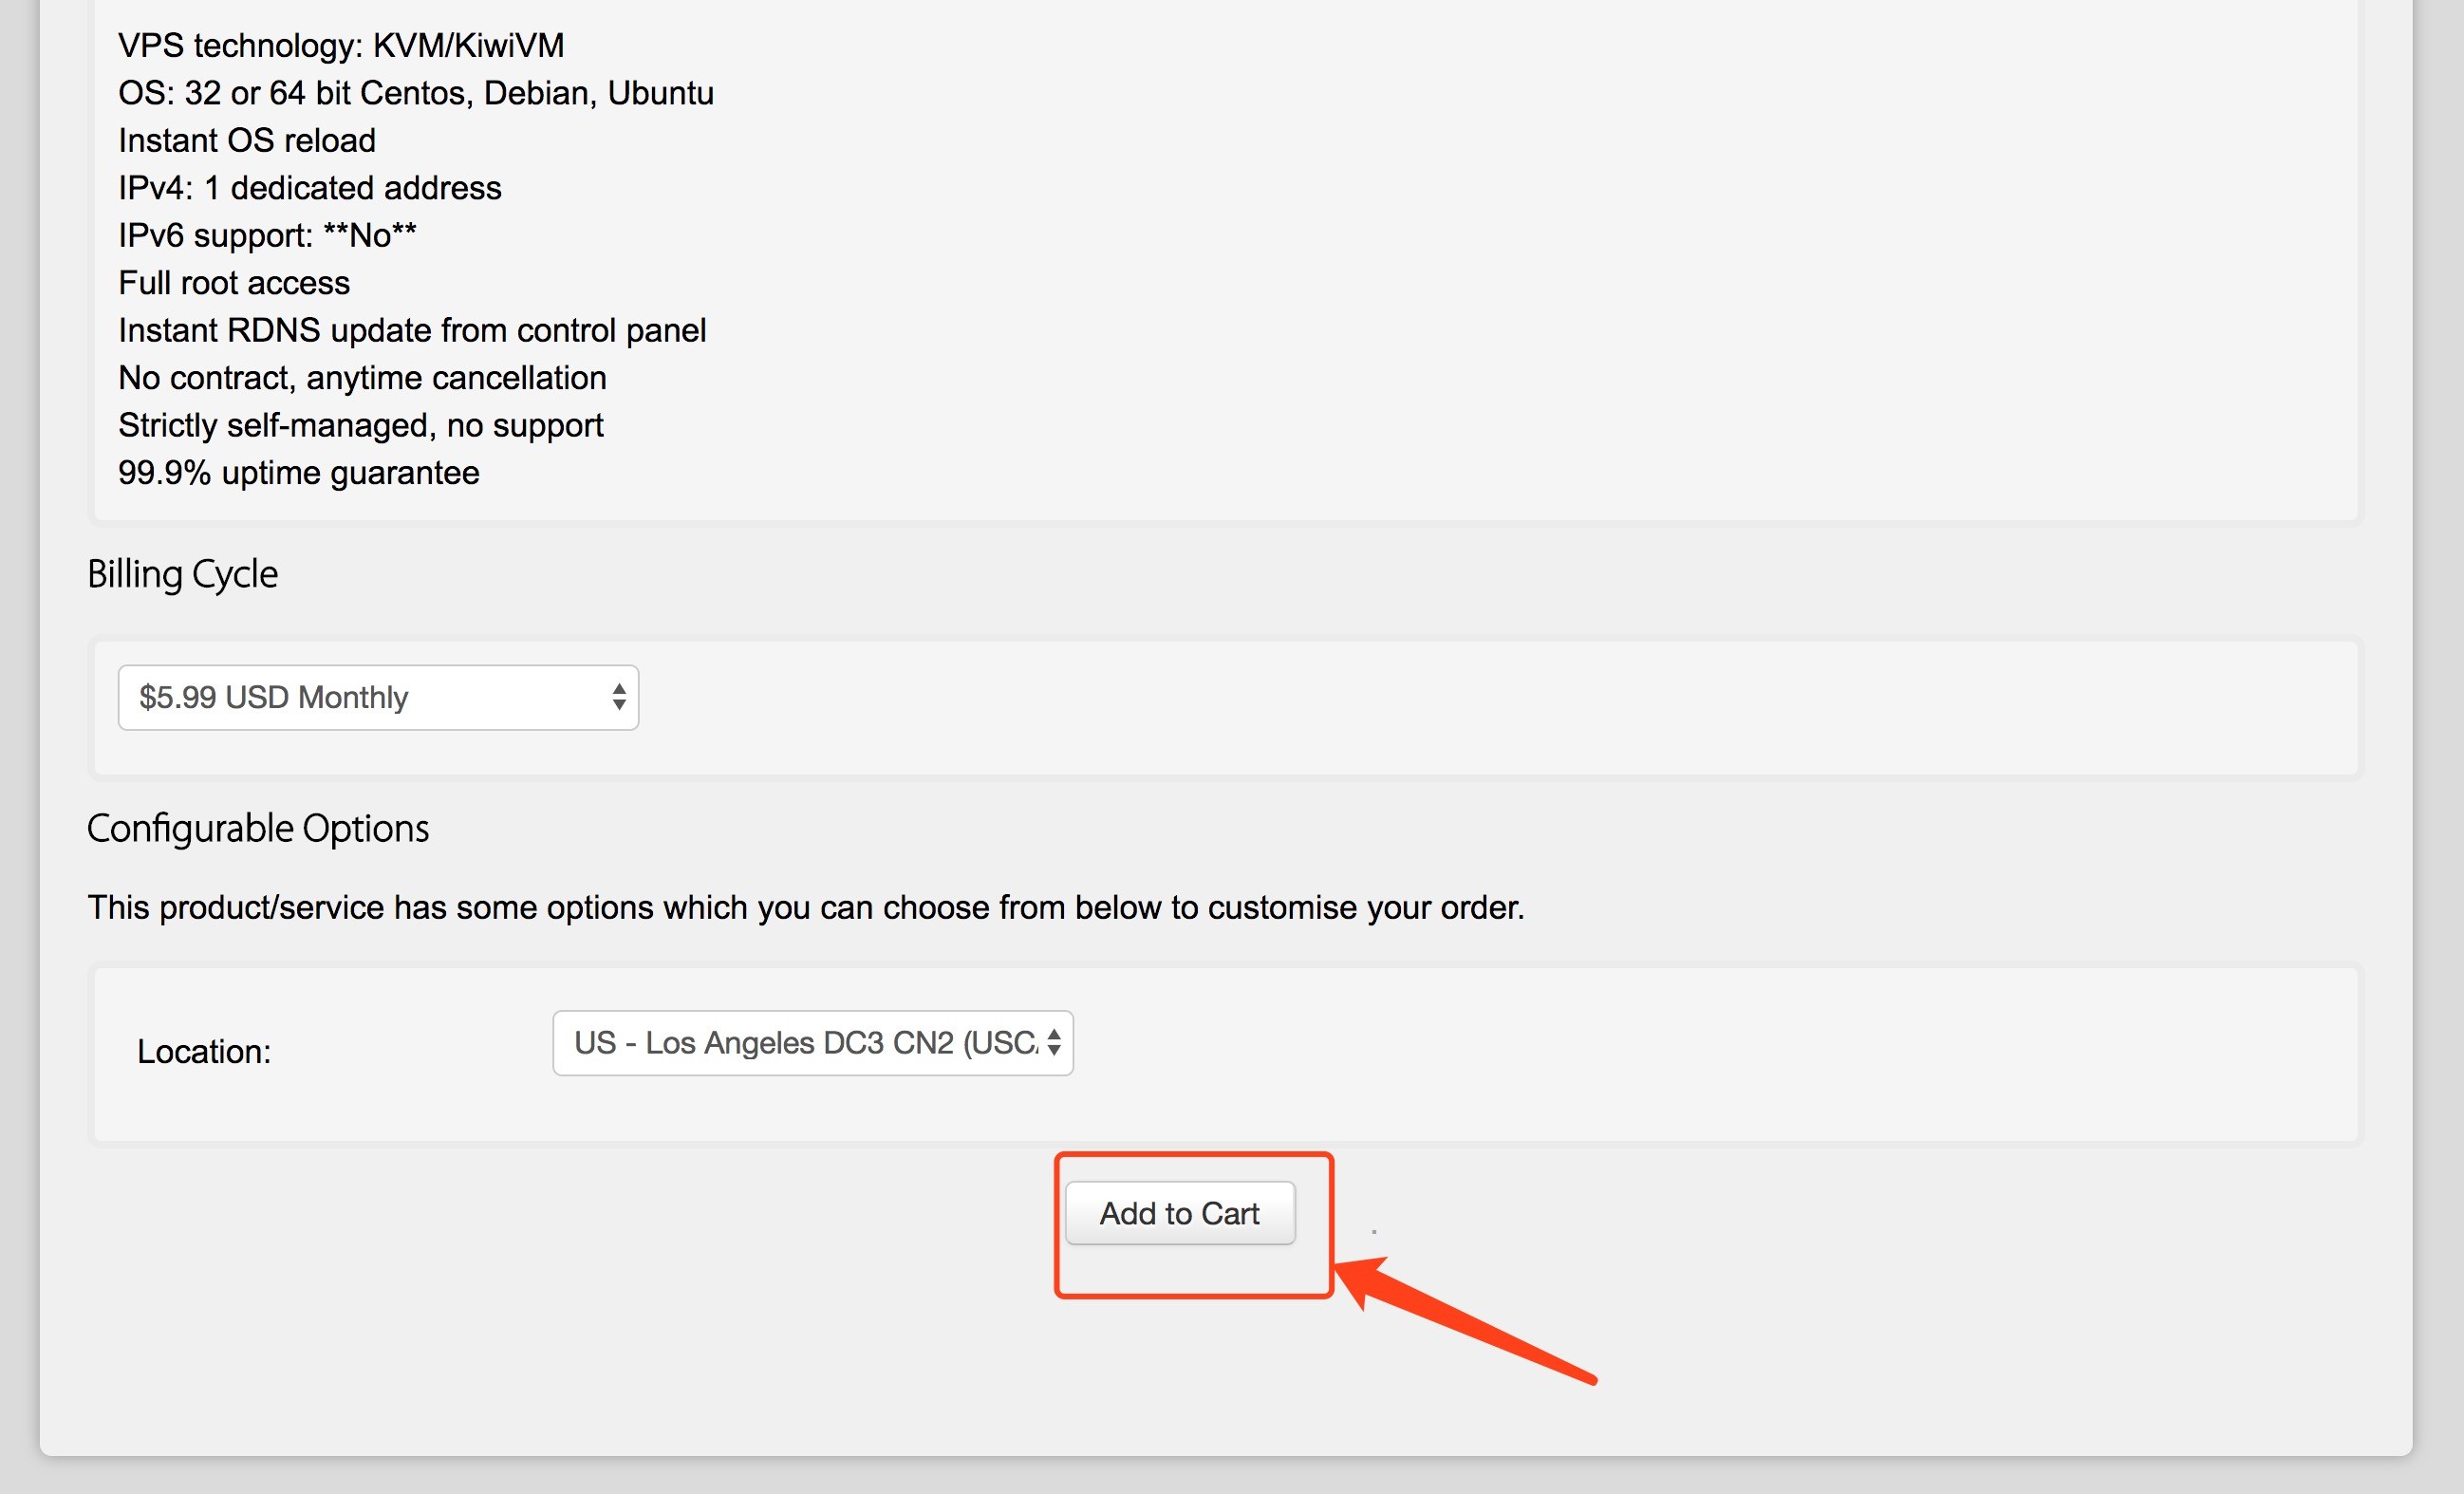 VPS technology: KVM/KiwiVM
OS: 32 or 64 bit Centos, Debian, Ubuntu
Instant OS reload
IPv4: 1 dedicated address
IPv6 support: **No**
Full root access
Instant RDNS update from control panel
No contract, anytime cancellation
Strictly self-managed, no support
99.9% uptime guarantee
Billing Cycle
$5.99 USD Monthly
Configurable Options
This product/service has some options which you can choose from below to customise your order.
Location: US - Los Angeles DC3 CN2 (USC
Add to Cart